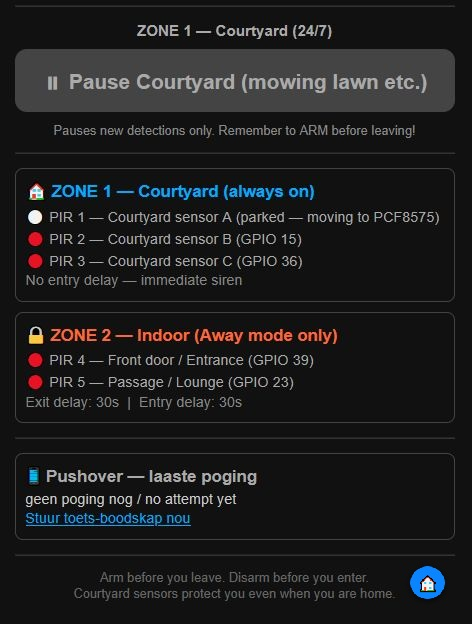 ZONE 1 — Courtyard (24/7)
⏸ Pause Courtyard (mowing lawn etc.)
Pauses new detections only. Remember to ARM before leaving!
🏠 ZONE 1 — Courtyard (always on)
⚪ PIR 1 — Courtyard sensor A (parked — moving to PCF8575)
🔴 PIR 2 — Courtyard sensor B (GPIO 15)
🔴 PIR 3 — Courtyard sensor C (GPIO 36)
No entry delay — immediate siren
🔒 ZONE 2 — Indoor (Away mode only)
🔴 PIR 4 — Front door / Entrance (GPIO 39)
🔴 PIR 5 — Passage / Lounge (GPIO 23)
Exit delay: 30s | Entry delay: 30s
📱 Pushover — laaste poging
geen poging nog / no attempt yet
Stuur toets-boodskap nou
Arm before you leave. Disarm before you enter.
Courtyard sensors protect you even when you are home.